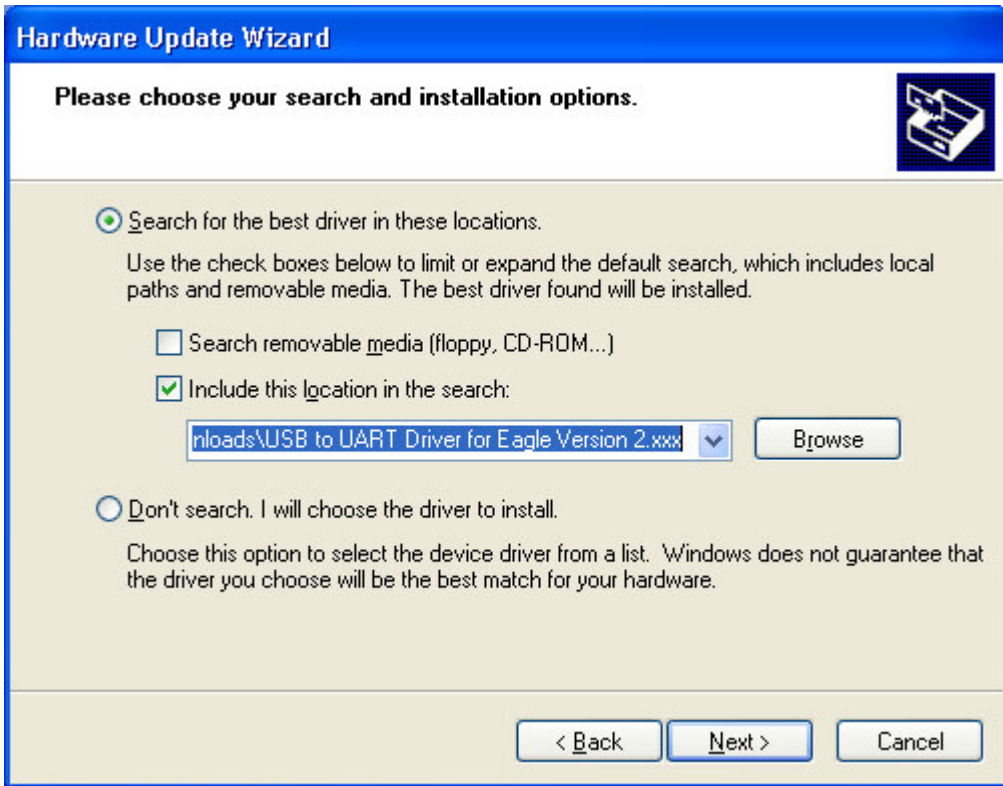 Hardware Update Wizard
Please choose your search and installation options.
Search for the best driver in these locations.
Use the check boxes below to limit or expand the default search, which includes local
paths and removable media. The best driver found will be installed.
Search removable media (floppy, CD-ROM...)
Include this location in the search:
nloads\USB to UART Driver for Eagle Version 2.xxx
Browse
Don't search. I will choose the driver to install.
Choose this option to select the device driver from a list. Windows does not guarantee that
the driver you choose will be the best match for your hardware.
< Back
Next >
Cancel